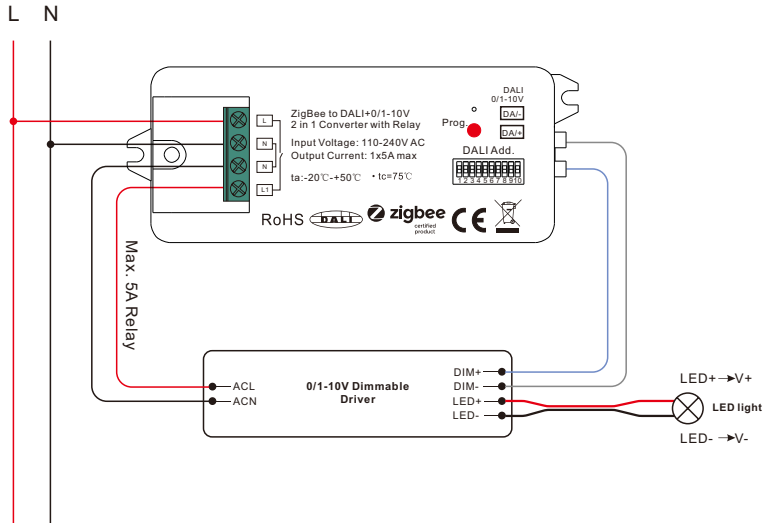 L N
ZigBee to DALI+0/1-10V
2 in 1 Converter with Relay
Input Voltage: 110-240V AC
Output Current: 1x5A max
ta:-20℃-+50℃ • tc=75℃
L
N
N
L1
Prog.
DALI
0/1-10V
DA/-
DA/+
DALI Add.
1 2 3 4 5 6 7 8 9 10
RoHS DALI zigbee CE
certified
product
Max. 5A Relay
ACL
ACN
0/1-10V Dimmable
Driver
DIM+
DIM-
LED+
LED-
LED+→V+
LED light
LED- →V-